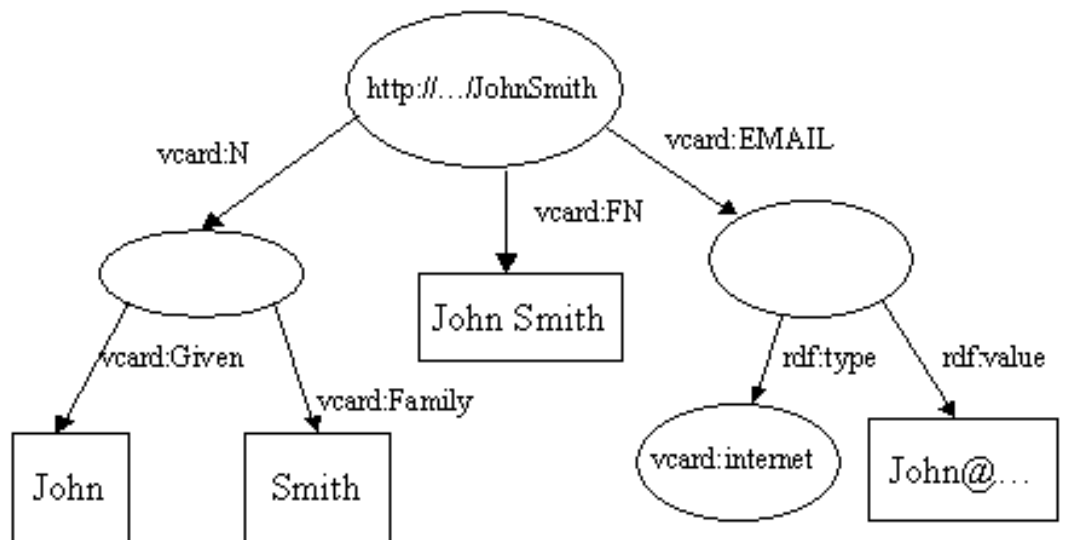 http://.../JohnSmith
vcard:N
vcard:EMAIL
vcard:FN
John Smith
vcard:Given
rdf:type
rdf:value
vcard:Family
vcard:internet
John
Smith
John@...